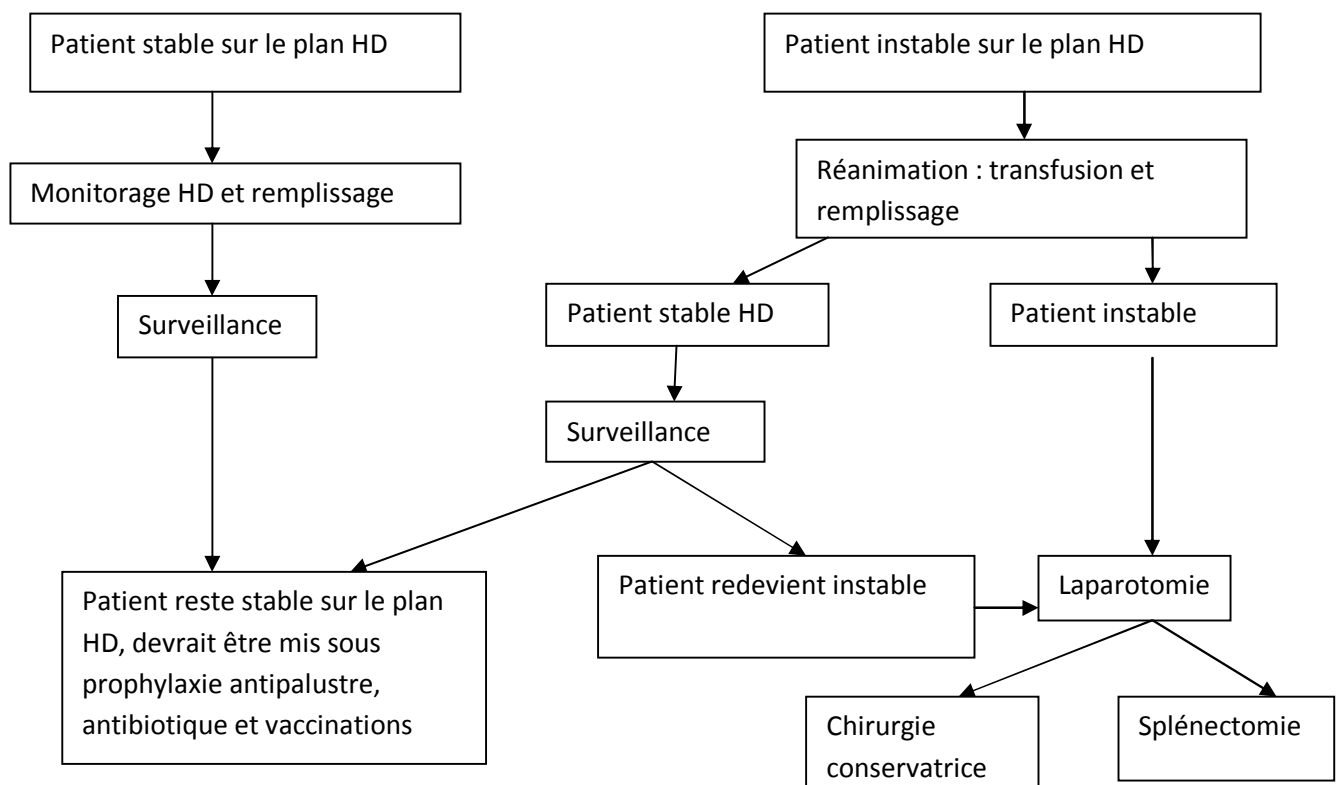 Patient stable sur le plan HD
Patient instable sur le plan HD
Monitorage HD et remplissage
Réanimation : transfusion et
remplissage
Surveillance
Patient stable HD
Patient instable
Surveillance
Patient reste stable sur le plan
HD, devrait être mis sous
prophylaxie antipalustre,
antibiotique et vaccinations
Patient redevient instable
Laparotomie
Chirurgie
conservatrice
Splénectomie